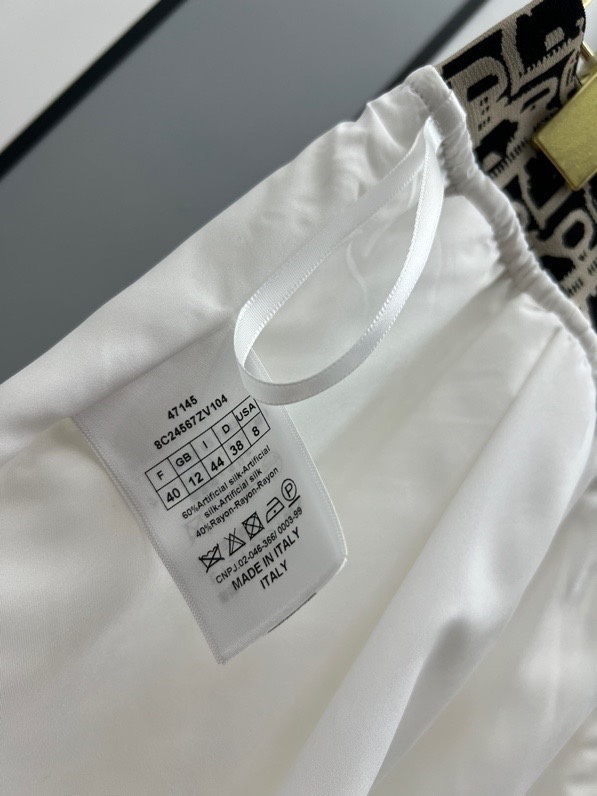 47145
8C24567ZV104
F GB I D USA
40 12 44 38 8
60%Artificial silk-Artificial
silk-Artificial silk
40%Rayon-Rayon-Rayon
P
CNPJ.02-046-366/ 0003-99
MADE IN ITALY
ITALY